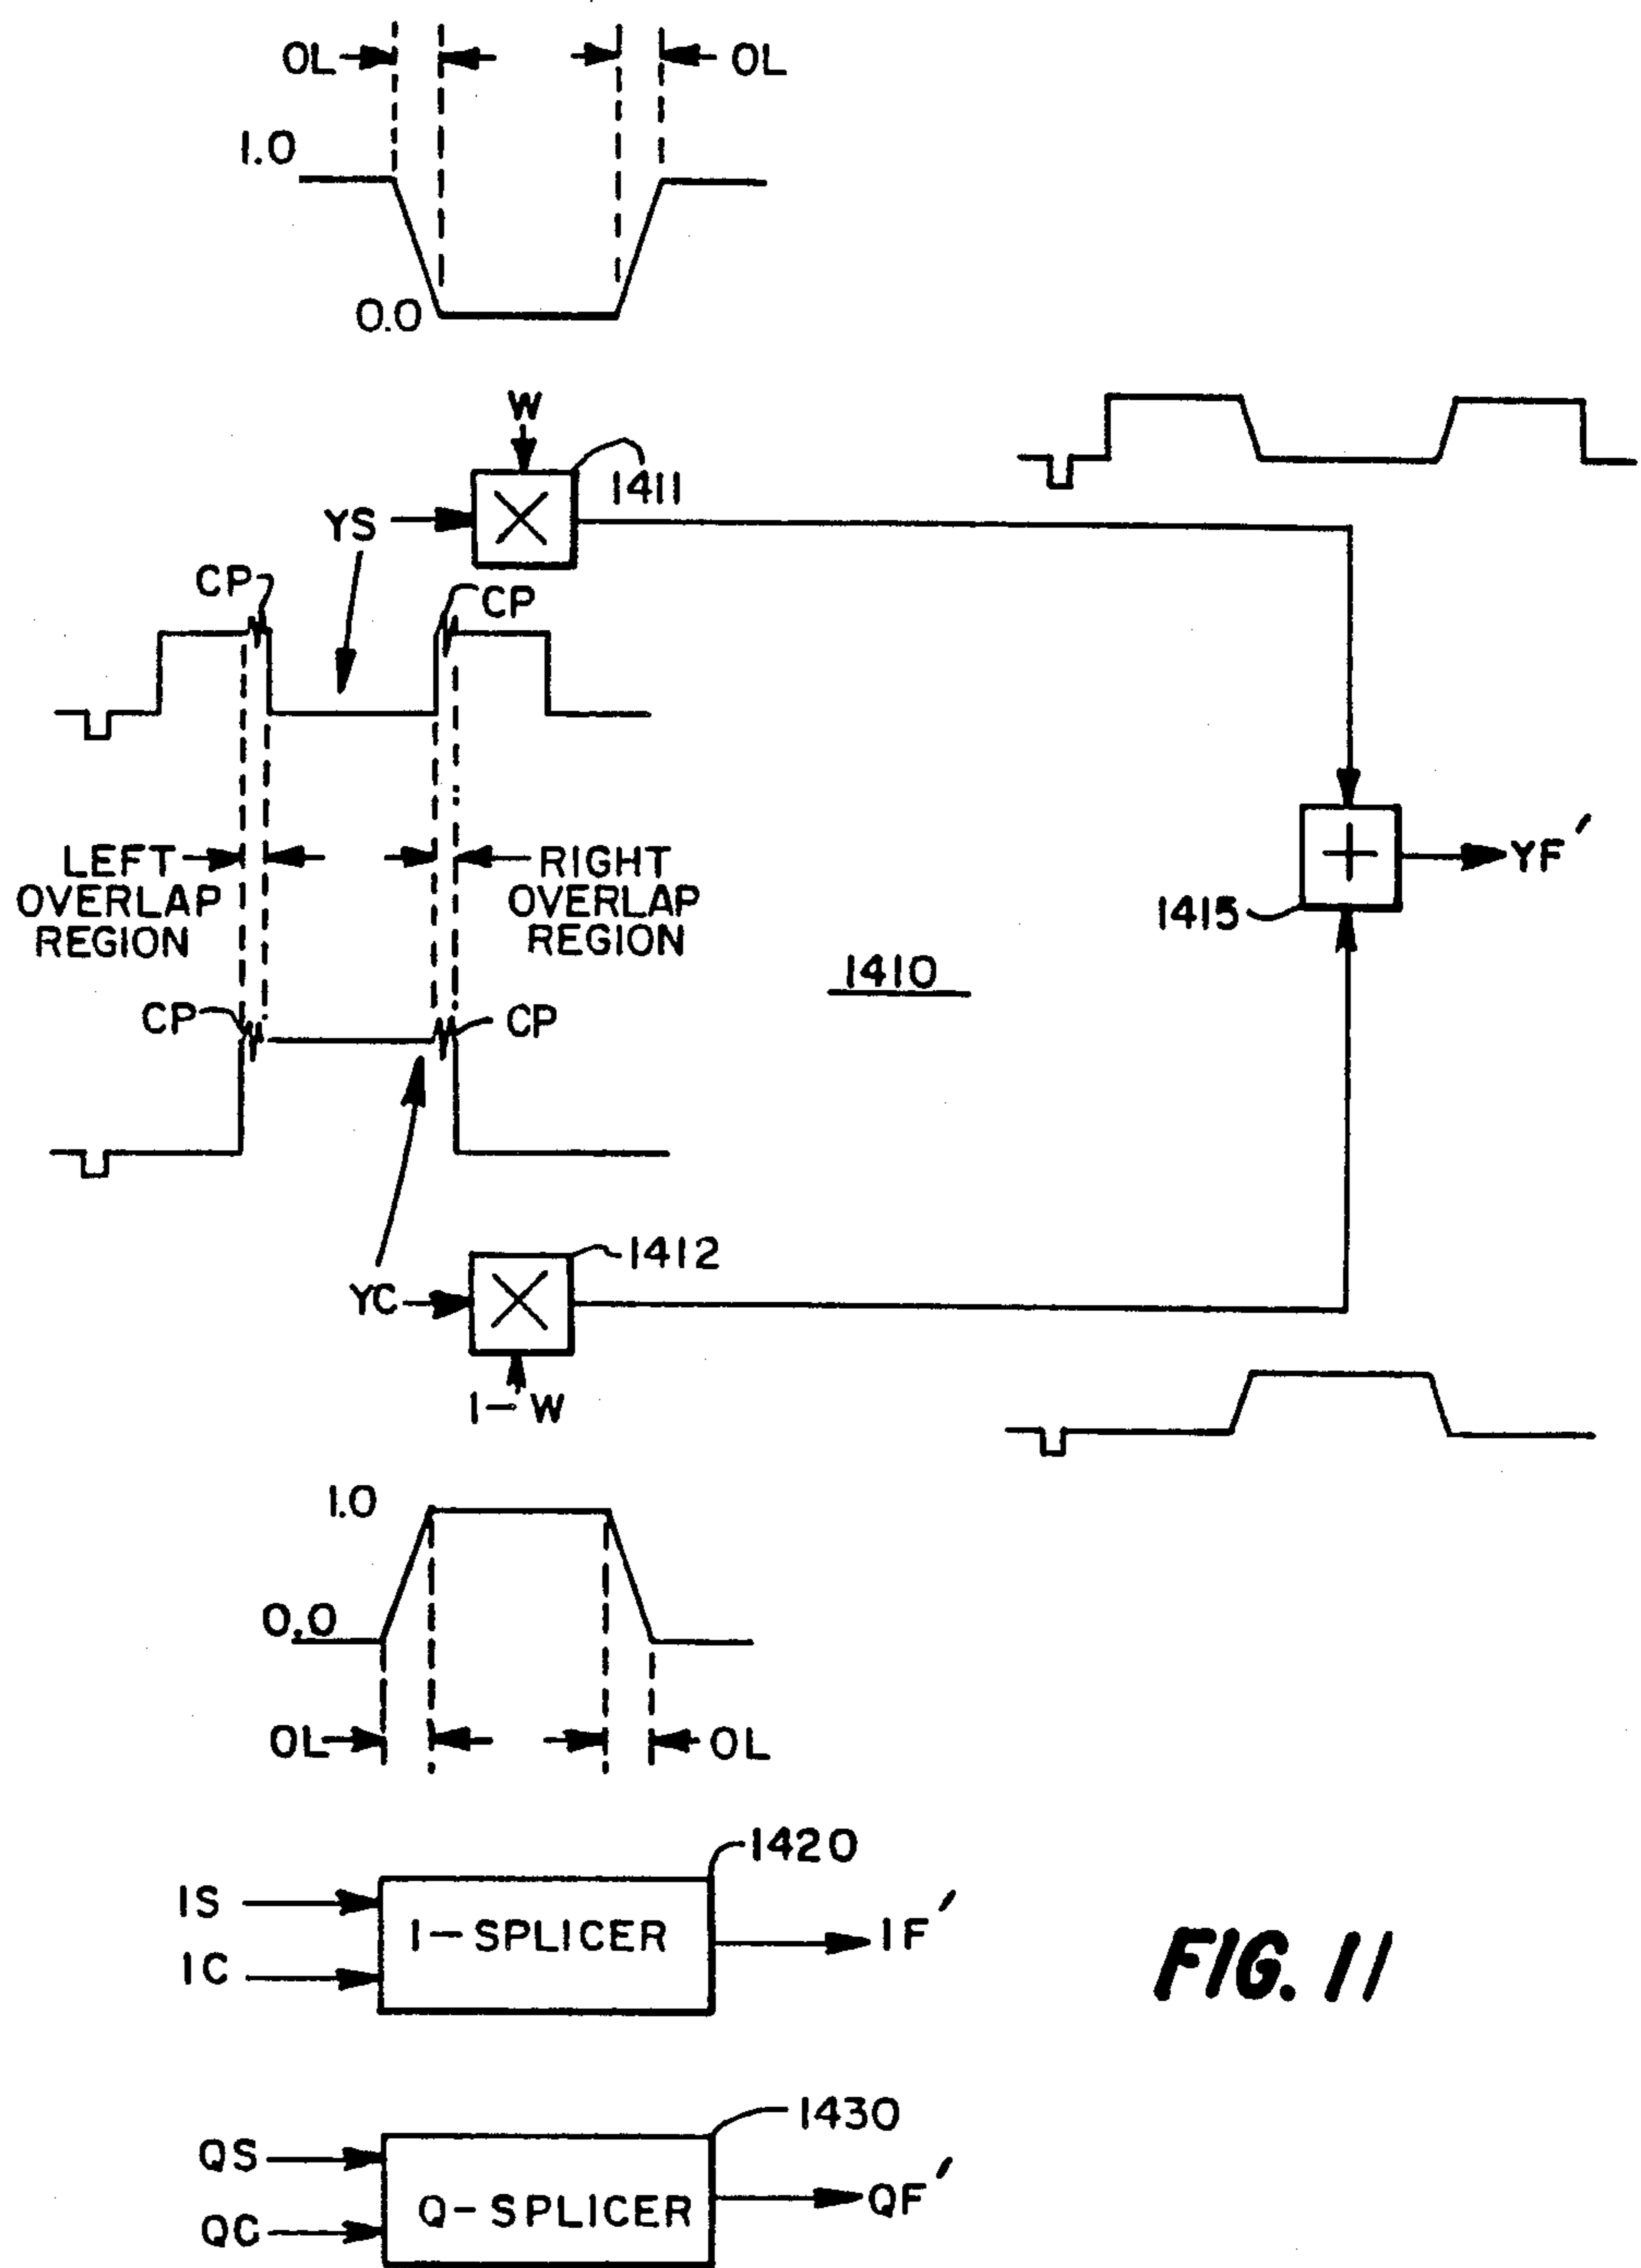 OL OL
1.0
0.0
W
1411
YS
CP CP
LEFT OVERLAP REGION
RIGHT OVERLAP REGION
YF′
1415
1410
CP CP
1412
YC
1-W
1.0
0.0
OL OL
1420
IS
I-SPLICER
IF′
IC
FIG. 11
1430
QS
Q-SPLICER
QF′
QC